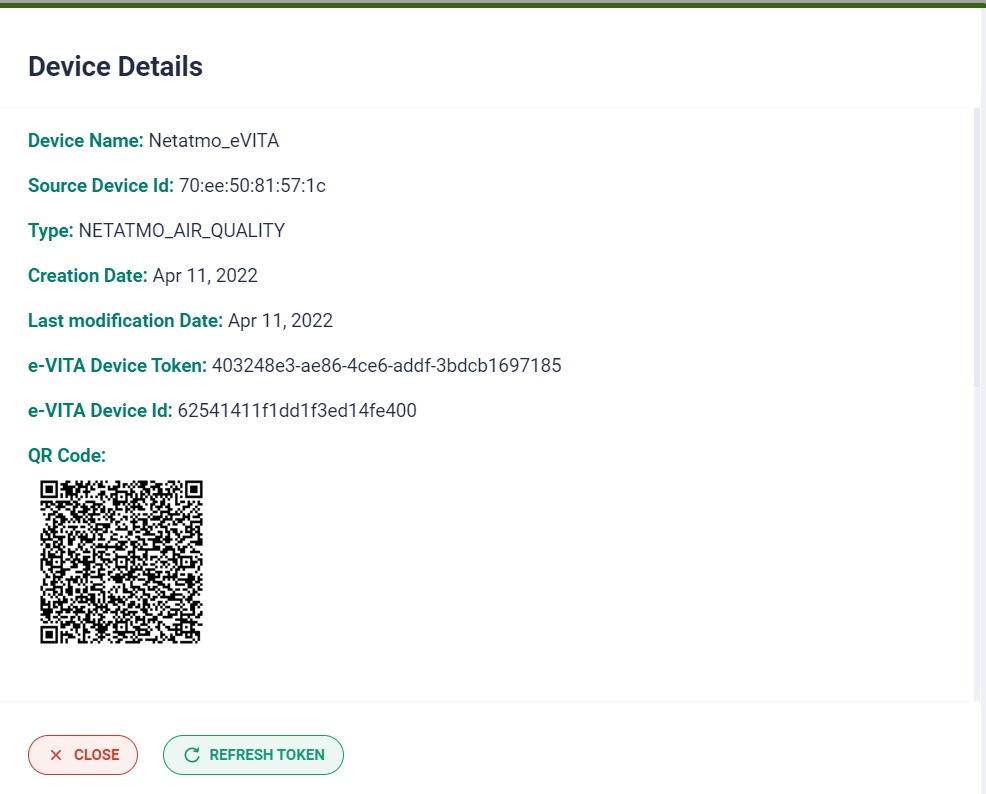 Device Details
Device Name: Netatmo_eVITA
Source Device Id: 70:ee:50:81:57:1c
Type: NETATMO_AIR_QUALITY
Creation Date: Apr 11, 2022
Last modification Date: Apr 11, 2022
e-VITA Device Token: 403248e3-ae86-4ce6-addf-3bdcb1697185
e-VITA Device Id: 62541411f1dd1f3ed14fe400
QR Code:
CLOSE REFRESH TOKEN